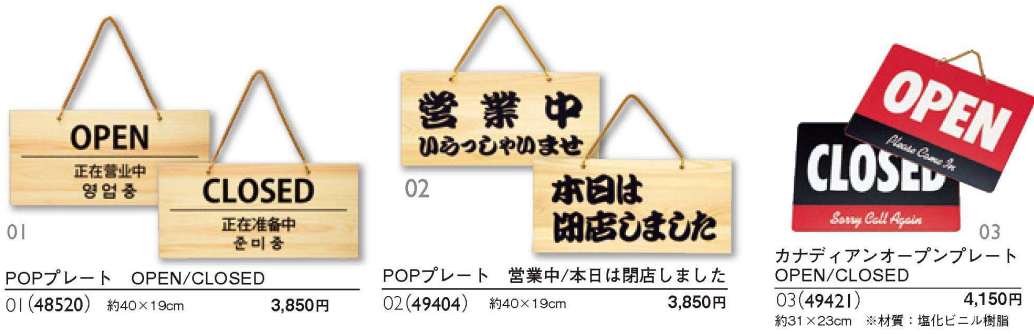 OPEN
正在营业中
영업중
CLOSED
正在准备中
준비중
01
POPプレート OPEN/CLOSED
01(48520) 約40×19cm 3,850円
営業中
いらっしゃいませ
本日は
閉店しました
02
POPプレート 営業中/本日は閉店しました
02(49404) 約40×19cm 3,850円
OPEN
Please Come In
CLOSED
Sorry Call Again
03
カナディアンオープンプレート
OPEN/CLOSED
03(49421) 4,150円
約31×23cm ※材質：塩化ビニル樹脂